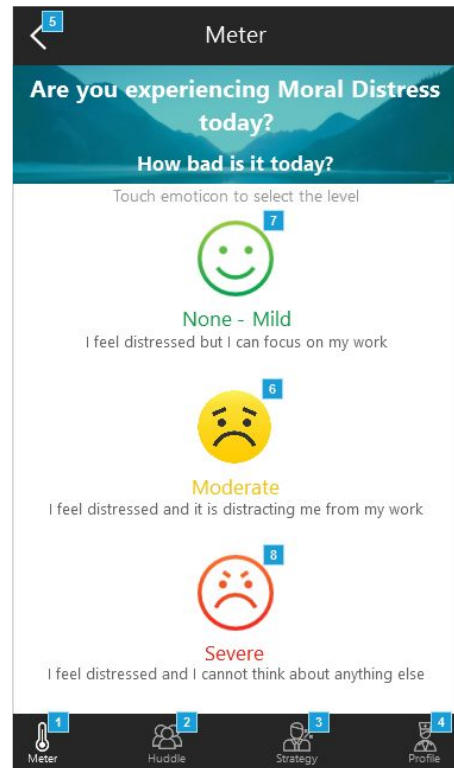 5
Meter
Are you experiencing Moral Distress
today?
How bad is it today?
Touch emoticon to select the level
7
None - Mild
I feel distressed but I can focus on my work
6
Moderate
I feel distressed and it is distracting me from my work
8
Severe
I feel distressed and I cannot think about anything else
1 2 3 4
Meter Huddle Strategy Profile